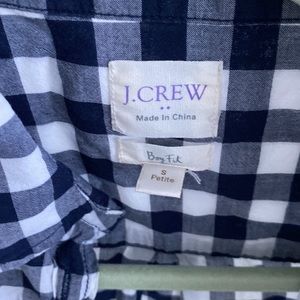 J.CREW
Made In China
Boy Fit
S
Petite